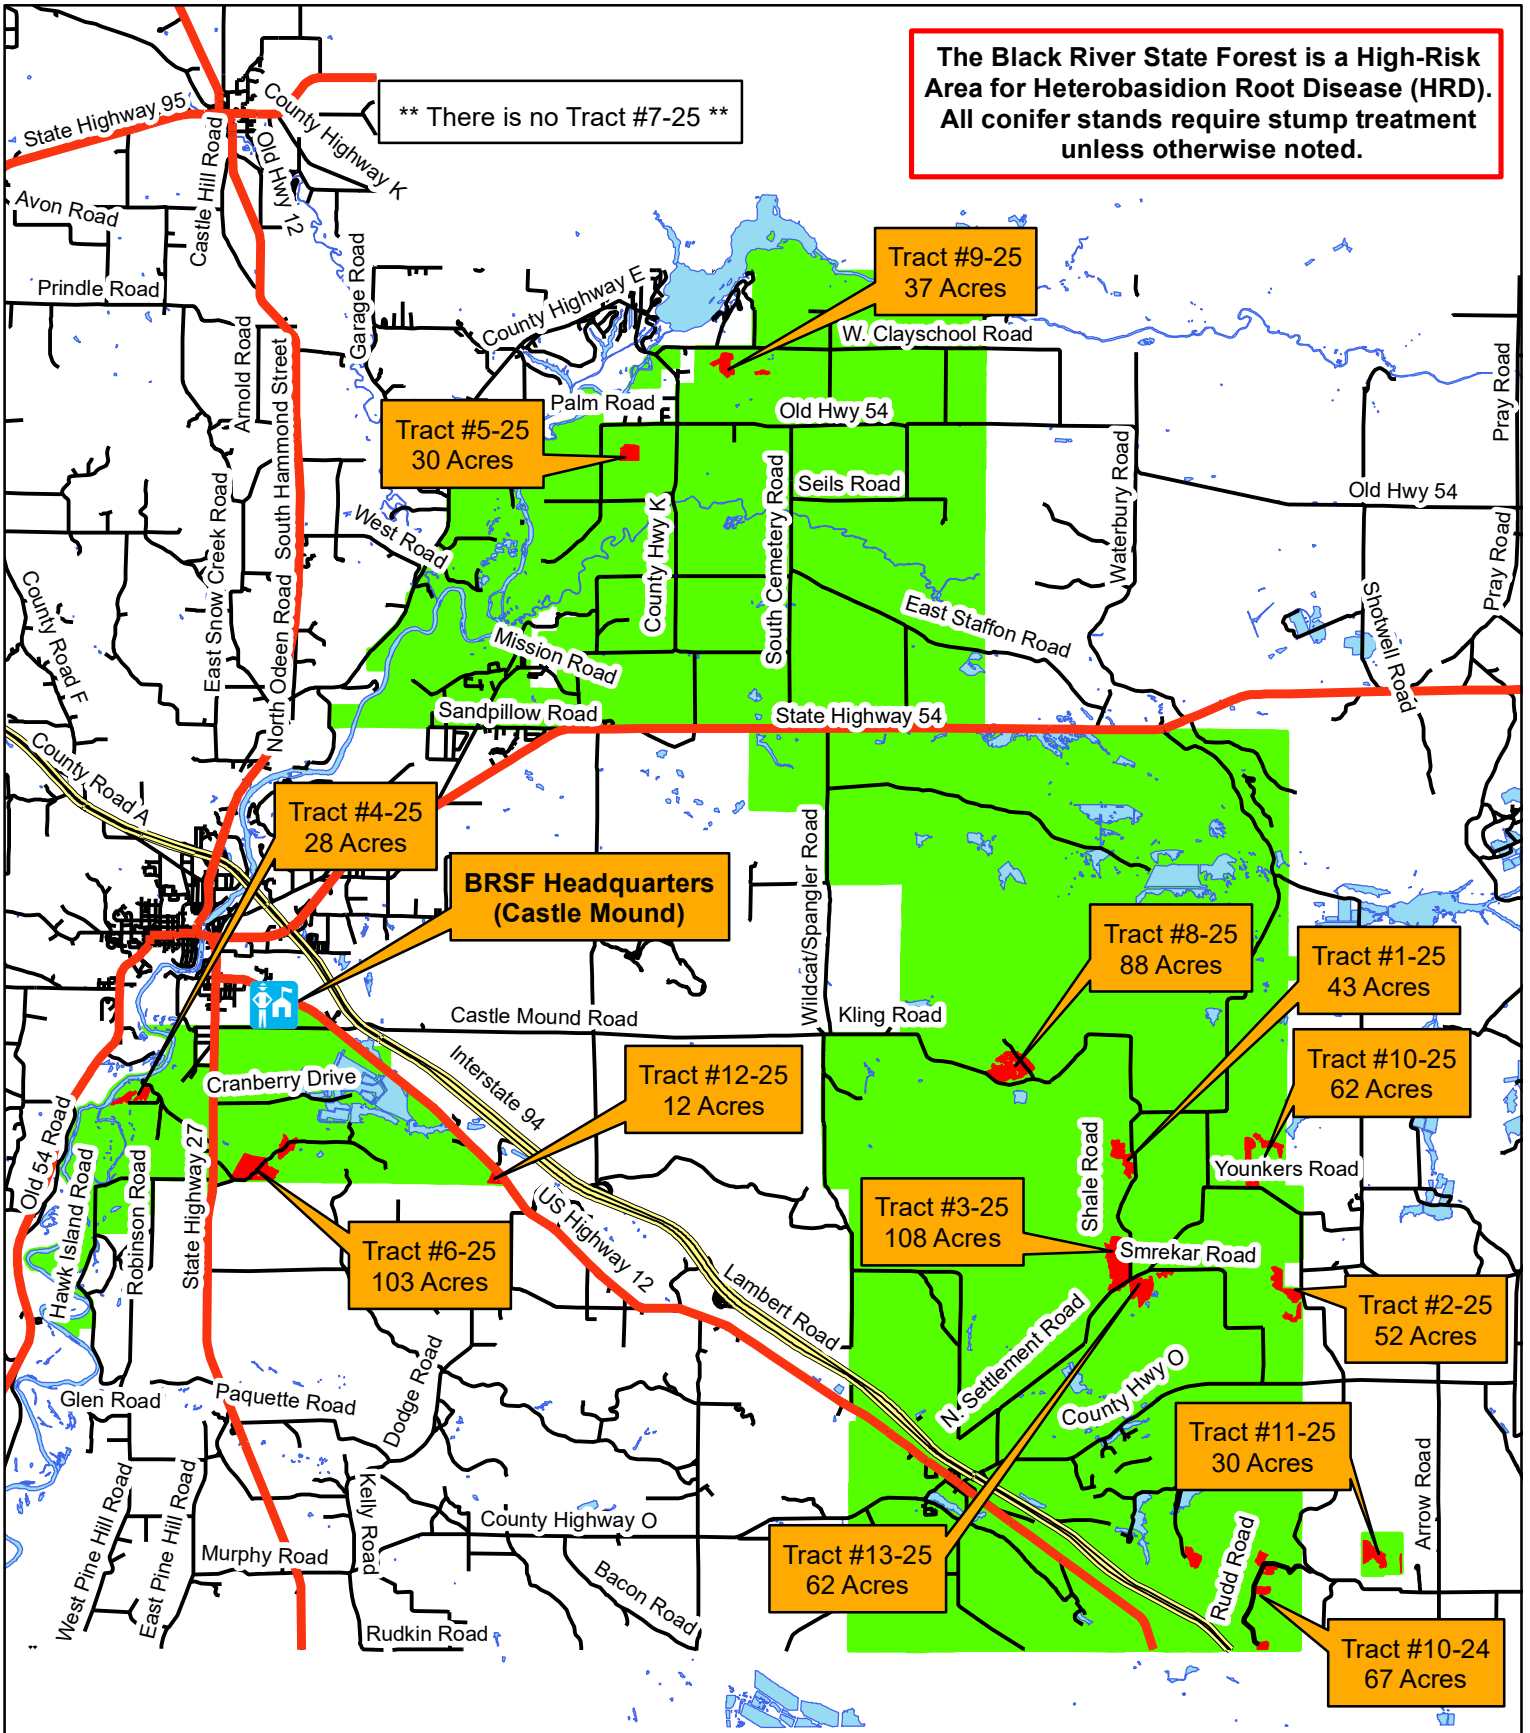 The Black River State Forest is a High-Risk
Area for Heterobasidion Root Disease (HRD).
All conifer stands require stump treatment
unless otherwise noted.
** There is no Tract #7-25 **
State Highway 95
County Highway K
Old Hwy 12
Castle Hill Road
Avon Road
Prindle Road
Garage Road
County Highway E
Tract #9-25
37 Acres
W. Clayschool Road
Arnold Road
South Hammond Street
Palm Road
Old Hwy 54
Pray Road
Tract #5-25
30 Acres
Seils Road
Waterbury Road
Old Hwy 54
West Road
East Snow Creek Road
County Hwy K
South Cemetery Road
County Road F
Pray Road
Shotwell Road
East Staffon Road
Mission Road
North Odeen Road
Sandpillow Road
State Highway 54
County Road A
Tract #4-25
28 Acres
BRSF Headquarters
(Castle Mound)
Wildcat/Spangler Road
Tract #8-25
88 Acres
Tract #1-25
43 Acres
Castle Mound Road
Kling Road
Interstate 94
Cranberry Drive
Tract #12-25
12 Acres
Tract #10-25
62 Acres
Old 54 Road
Hawk Island Road
Robinson Road
State Highway 27
Shale Road
Younkers Road
US Highway 12
Tract #3-25
108 Acres
Tract #6-25
103 Acres
Smrekar Road
Lambert Road
Tract #2-25
52 Acres
N. Settlement Road
County Hwy O
Glen Road
Paquette Road
Dodge Road
Tract #11-25
30 Acres
Arrow Road
West Pine Hill Road
East Pine Hill Road
Kelly Road
County Highway O
Murphy Road
Bacon Road
Tract #13-25
62 Acres
Rudd Road
Rudkin Road
Tract #10-24
67 Acres